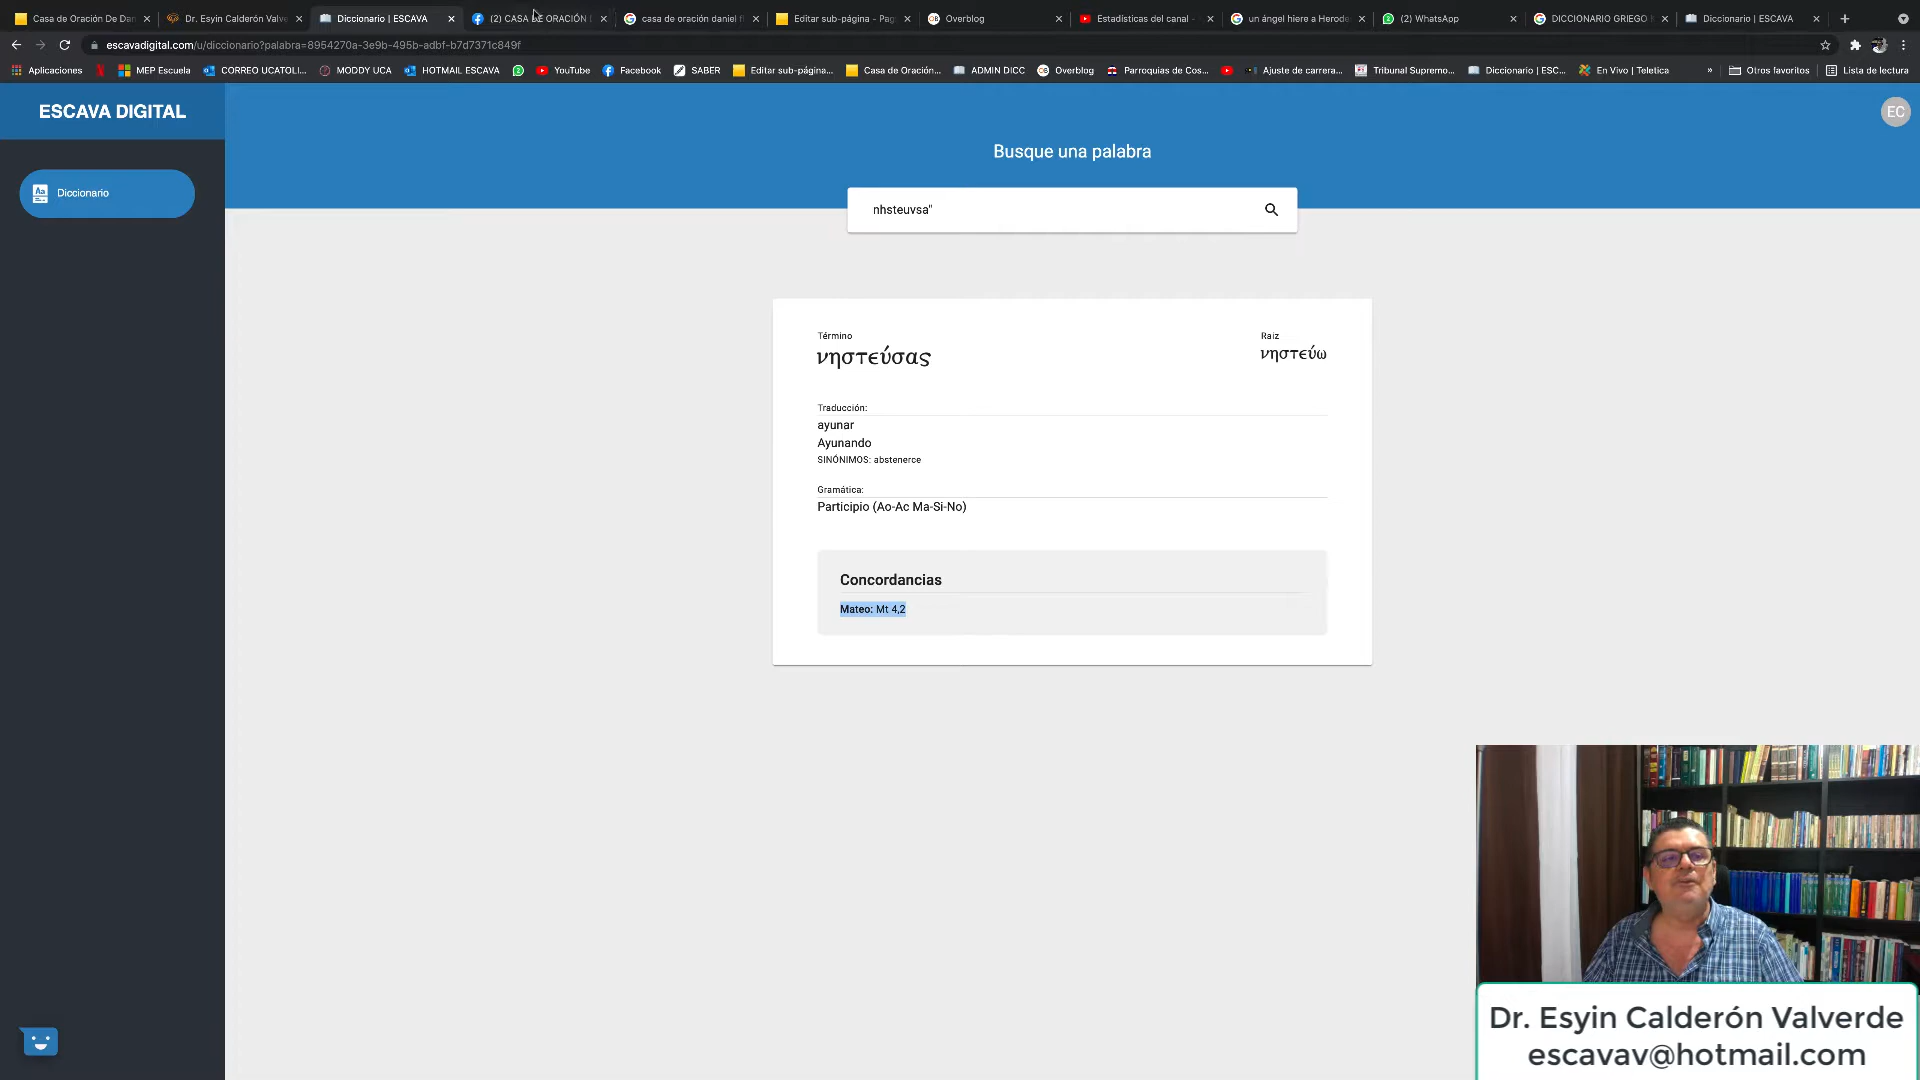 Casa de Oración De Dan
Dr. Esyin Calderón Valve
Diccionario | ESCAVA
(2) CASA DE ORACIÓN
casa de oración daniel f
Editar sub-página - Pag
Overblog
Estadísticas del canal -
un ángel hiere a Herode
(2) WhatsApp
DICCIONARIO GRIEGO
Diccionario | ESCAVA
escavadigital.com/u/diccionario?palabra=8954270a-3e9b-495b-adbf-b7d7371c849f
Aplicaciones
MEP Escuela
CORREO UCATOLI...
MODDY UCA
HOTMAIL ESCAVA
YouTube
Facebook
SABER
Editar sub-página...
Casa de Oración...
ADMIN DICC
Overblog
Parroquias de Cos...
Ajuste de carrera...
Tribunal Supremo...
Diccionario | ESC...
En Vivo | Teletica
»
Otros favoritos
Lista de lectura
ESCAVA DIGITAL
EC
Busque una palabra
Diccionario
nhsteuvsa"
Término
Raiz
νηστεύσας
νηστεύω
Traducción:
ayunar
Ayunando
SINÓNIMOS: abstenerce
Gramática:
Participio (Ao-Ac Ma-Si-No)
Concordancias
Mateo: Mt 4,2
Dr. Esyin Calderón Valverde
escavav@hotmail.com